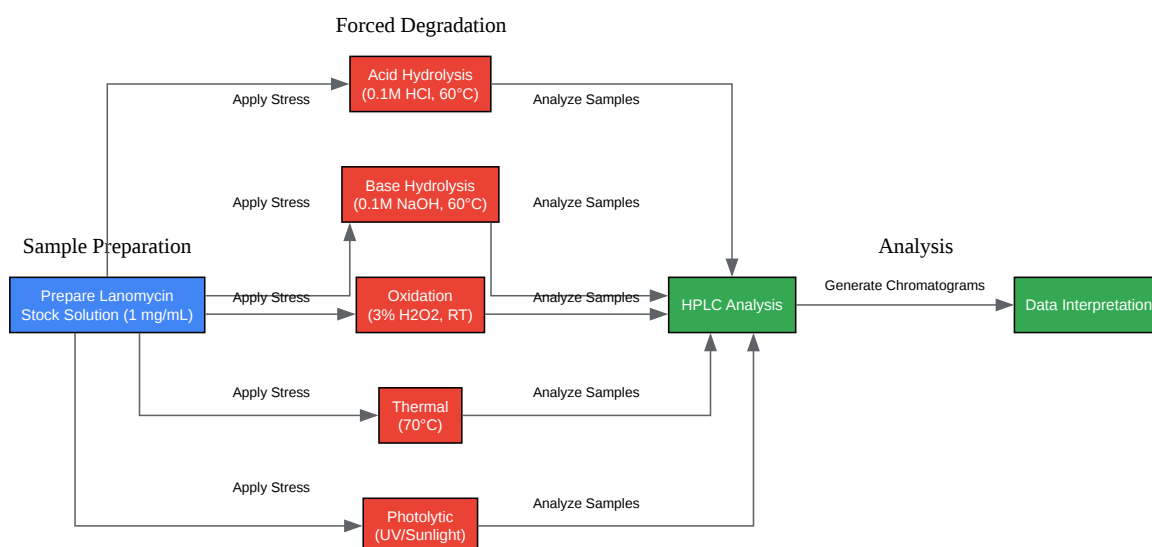 Forced Degradation
Acid Hydrolysis
(0.1M HCl, 60°C)
Apply Stress
Analyze Samples
Base Hydrolysis
(0.1M NaOH, 60°C)
Apply Stress
Analyze Samples
Sample Preparation
Analysis
Prepare Lanomycin
Stock Solution (1 mg/mL)
Apply Stress
Oxidation
(3% H2O2, RT)
Analyze Samples
HPLC Analysis
Generate Chromatograms
Data Interpretation
Apply Stress
Thermal
(70°C)
Analyze Samples
Apply Stress
Photolytic
(UV/Sunlight)
Analyze Samples